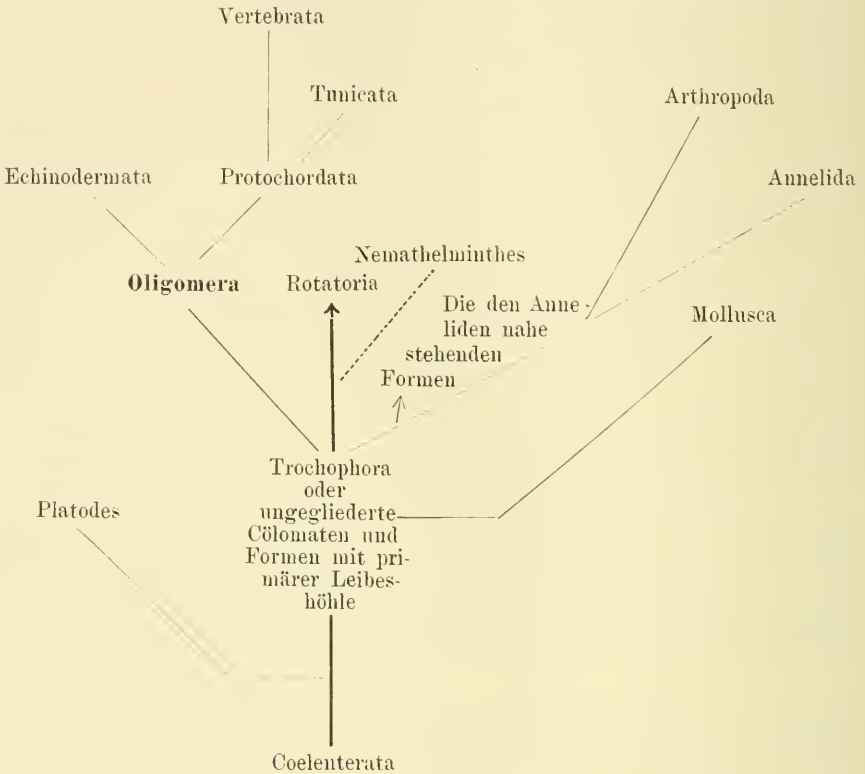 Vertebrata
Tunicata
Arthropoda
Echinodermata
Protochordata
Annelida
Nemathelminthes
Oligomera
Rotatoria
Die den Anne-
liden nahe
stehenden
Formen
Mollusca
Trochophora
oder
ungegliederte
Cölomaten und
Formen mit pri-
märer Leibes-
höhle
Platodes
Coelenterata